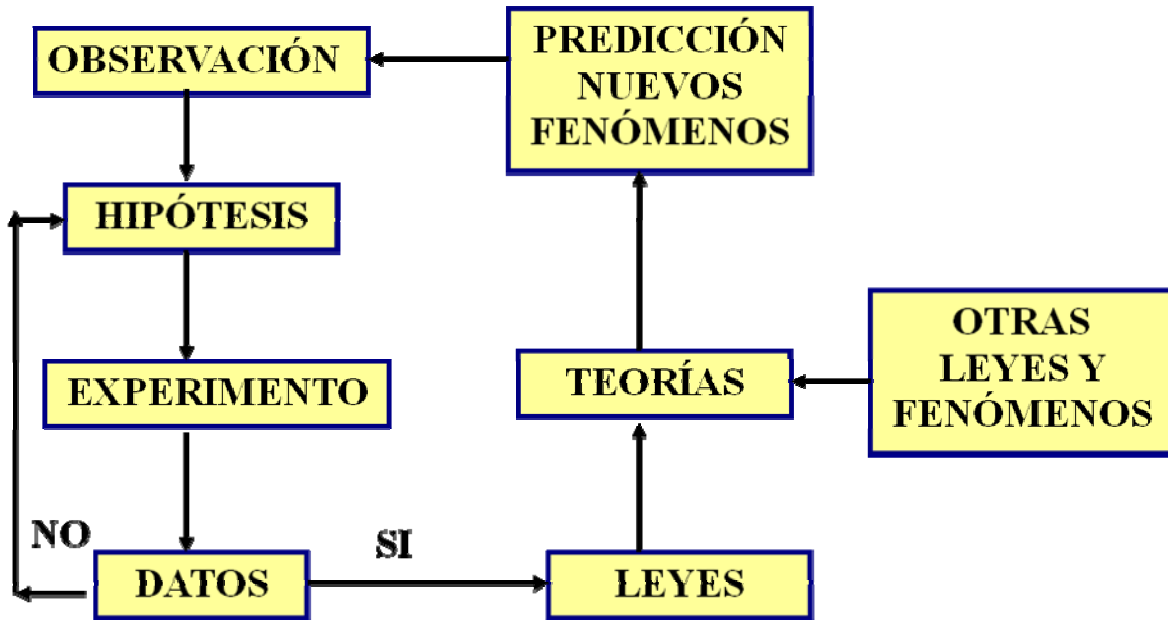 OBSERVACIÓN
PREDICCIÓN
NUEVOS
FENÓMENOS
HIPÓTESIS
EXPERIMENTO
TEORÍAS
OTRAS
LEYES Y
FENÓMENOS
NO
SI
DATOS
LEYES